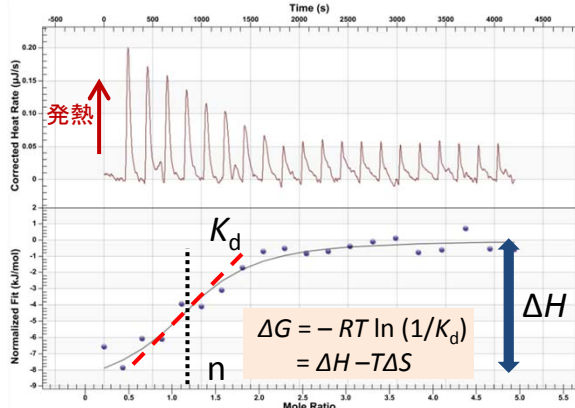 Time (s)
-500 0 500 1000 1500 2000 2500 3000 3500 4000 4500
Corrected Heat Rate (μJ/s)
0.20
0.15
0.10
0.05
0
発熱
2
Normalized Fit (kJ/mol)
1
0
-1
-2
-3
-4
-5
-6
-7
-8
-9
Kd
n
ΔH
ΔG = − RT ln (1/Kd)
= ΔH −TΔS
-0.5 0 0.5 1.0 1.5 2.0 2.5 3.0 3.5 4.0 4.5 5.0 5.5
Mole Ratio